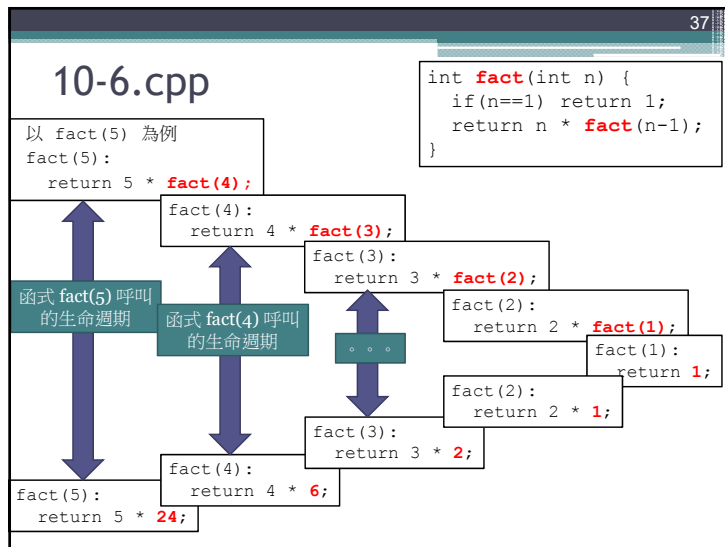 37
10-6.cpp
int fact(int n) {
if(n==1) return 1;
return n * fact(n-1);
}
以 fact(5) 為例
fact(5):
return 5 * fact(4);
fact(4):
return 4 * fact(3);
fact(3):
return 3 * fact(2);
fact(2):
return 2 * fact(1);
fact(1):
return 1;
函式 fact(5) 呼叫
的生命週期
函式 fact(4) 呼叫
的生命週期
。。。
fact(2):
return 2 * 1;
fact(3):
return 3 * 2;
fact(4):
return 4 * 6;
fact(5):
return 5 * 24;